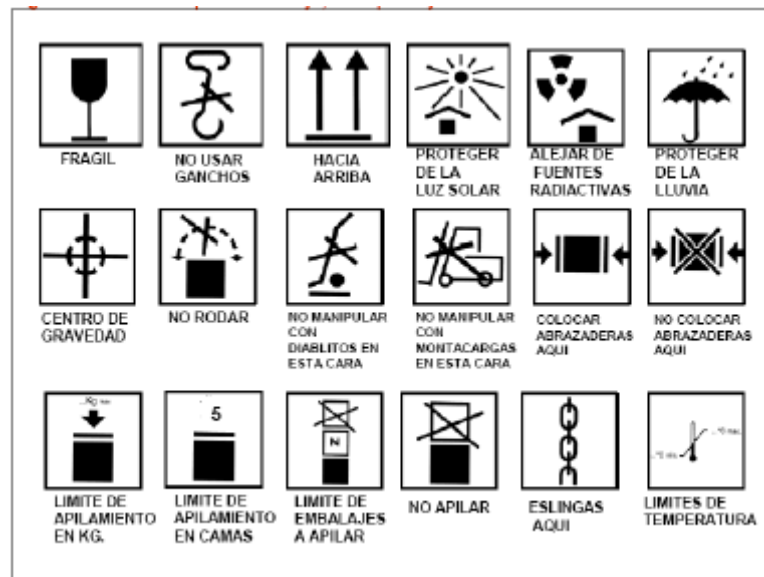 FRAGIL
NO USAR
GANCHOS
HACIA
ARRIBA
PROTEGER
DE LA
LUZ SOLAR
ALEJAR DE
FUENTES
RADIACTIVAS
PROTEGER
DE LA
LLUVIA
CENTRO DE
GRAVEDAD
NO RODAR
NO MANIPULAR
CON
DIABLITOS EN
ESTA CARA
NO MANIPULAR
CON
MONTACARGAS
EN ESTA CARA
COLOCAR
ABRAZADERAS
AQUI
NO COLOCAR
ABRAZADERAS
AQUI
Kg
LIMITE DE
APILAMIENTO
EN KG.
5
LIMITE DE
APILAMIENTO
EN CAMAS
N
LIMITE DE
EMBALAJES
A APILAR
NO APILAR
ESLINGAS
AQUI
LIMITES DE
TEMPERATURA